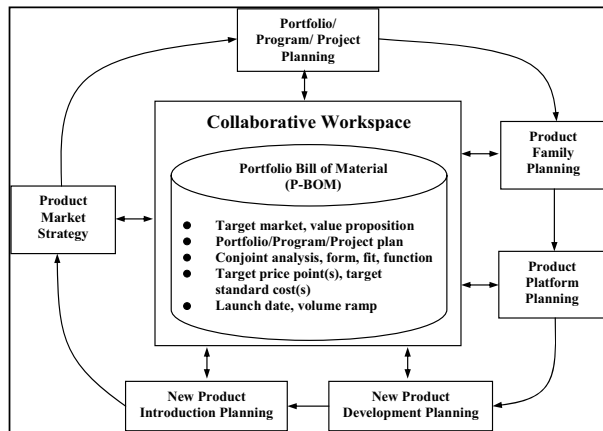 Portfolio/
Program/ Project
Planning
Collaborative Workspace
Portfolio Bill of Material
(P-BOM)
● Target market, value proposition
● Portfolio/Program/Project plan
● Conjoint analysis, form, fit, function
● Target price point(s), target
standard cost(s)
● Launch date, volume ramp
Product
Family
Planning
Product
Market
Strategy
Product
Platform
Planning
New Product
Introduction Planning
New Product
Development Planning